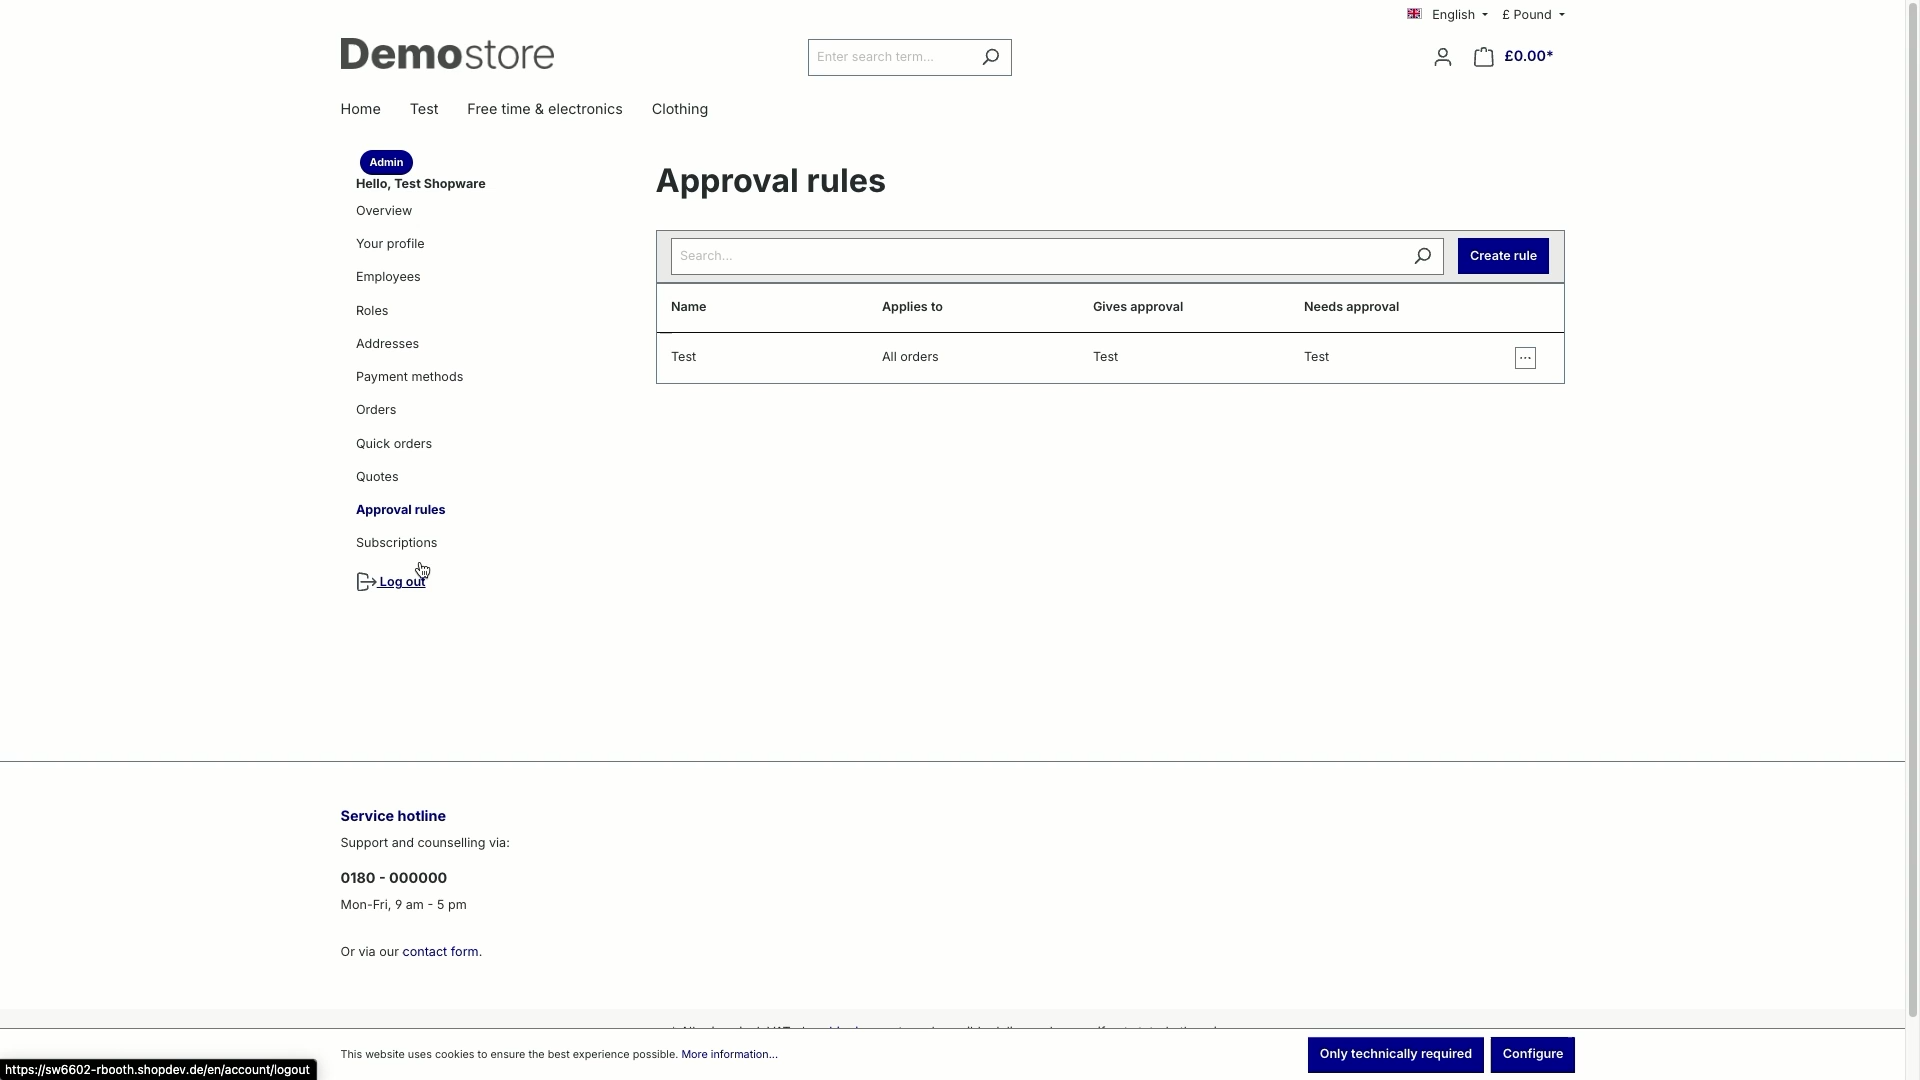 English
£ Pound
Demostore
Enter search term...
£0.00*
Home Test Free time & electronics Clothing
Admin
Hello, Test Shopware
Overview
Your profile
Employees
Roles
Addresses
Payment methods
Orders
Quick orders
Quotes
Approval rules
Subscriptions
Log out
Approval rules
Search...
Create rule
Name Applies to Gives approval Needs approval
Test All orders Test Test
Service hotline
Support and counselling via:
0180 - 000000
Mon-Fri, 9 am - 5 pm
Or via our contact form.
This website uses cookies to ensure the best experience possible. More information...
Only technically required
Configure
https://sw6602-rbooth.shopdev.de/en/account/logout